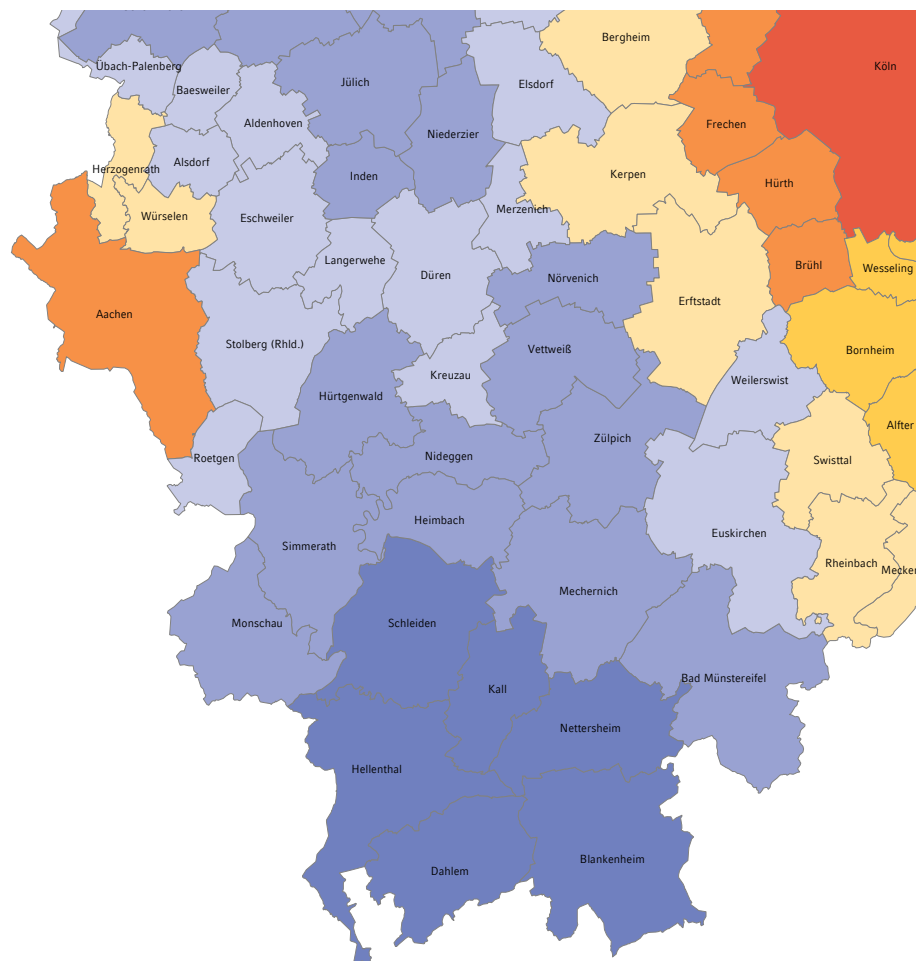 Bergheim
Köln
Übach-Palenberg
Baesweiler
Jülich
Elsdorf
Aldenhoven
Niederzier
Frechen
Herzogenrath
Alsdorf
Inden
Kerpen
Hürth
Würselen
Eschweiler
Merzenich
Langerwehe
Düren
Nörvenich
Brühl
Wesseling
Aachen
Erftstadt
Stolberg (Rhld.)
Vettweiß
Bornheim
Kreuzau
Weilerswist
Hürtgenwald
Alfter
Zülpich
Roetgen
Nideggen
Swisttal
Heimbach
Euskirchen
Simmerath
Rheinbach
Mecken
Mechernich
Monschau
Schleiden
Bad Münstereifel
Kall
Nettersheim
Hellenthal
Blankenheim
Dahlem